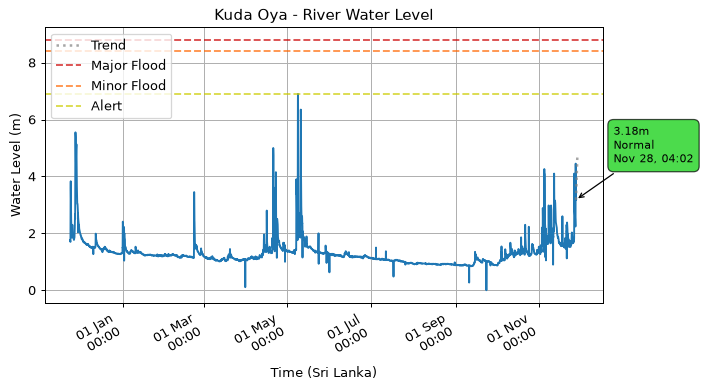 Kuda Oya - River Water Level
Trend
Major Flood
Minor Flood
Alert
3.18m
Normal
Nov 28, 04:02
Water Level (m)
8
6
4
2
0
01 Jan
00:00
01 Mar
00:00
01 May
00:00
01 Jul
00:00
01 Sep
00:00
01 Nov
00:00
Time (Sri Lanka)